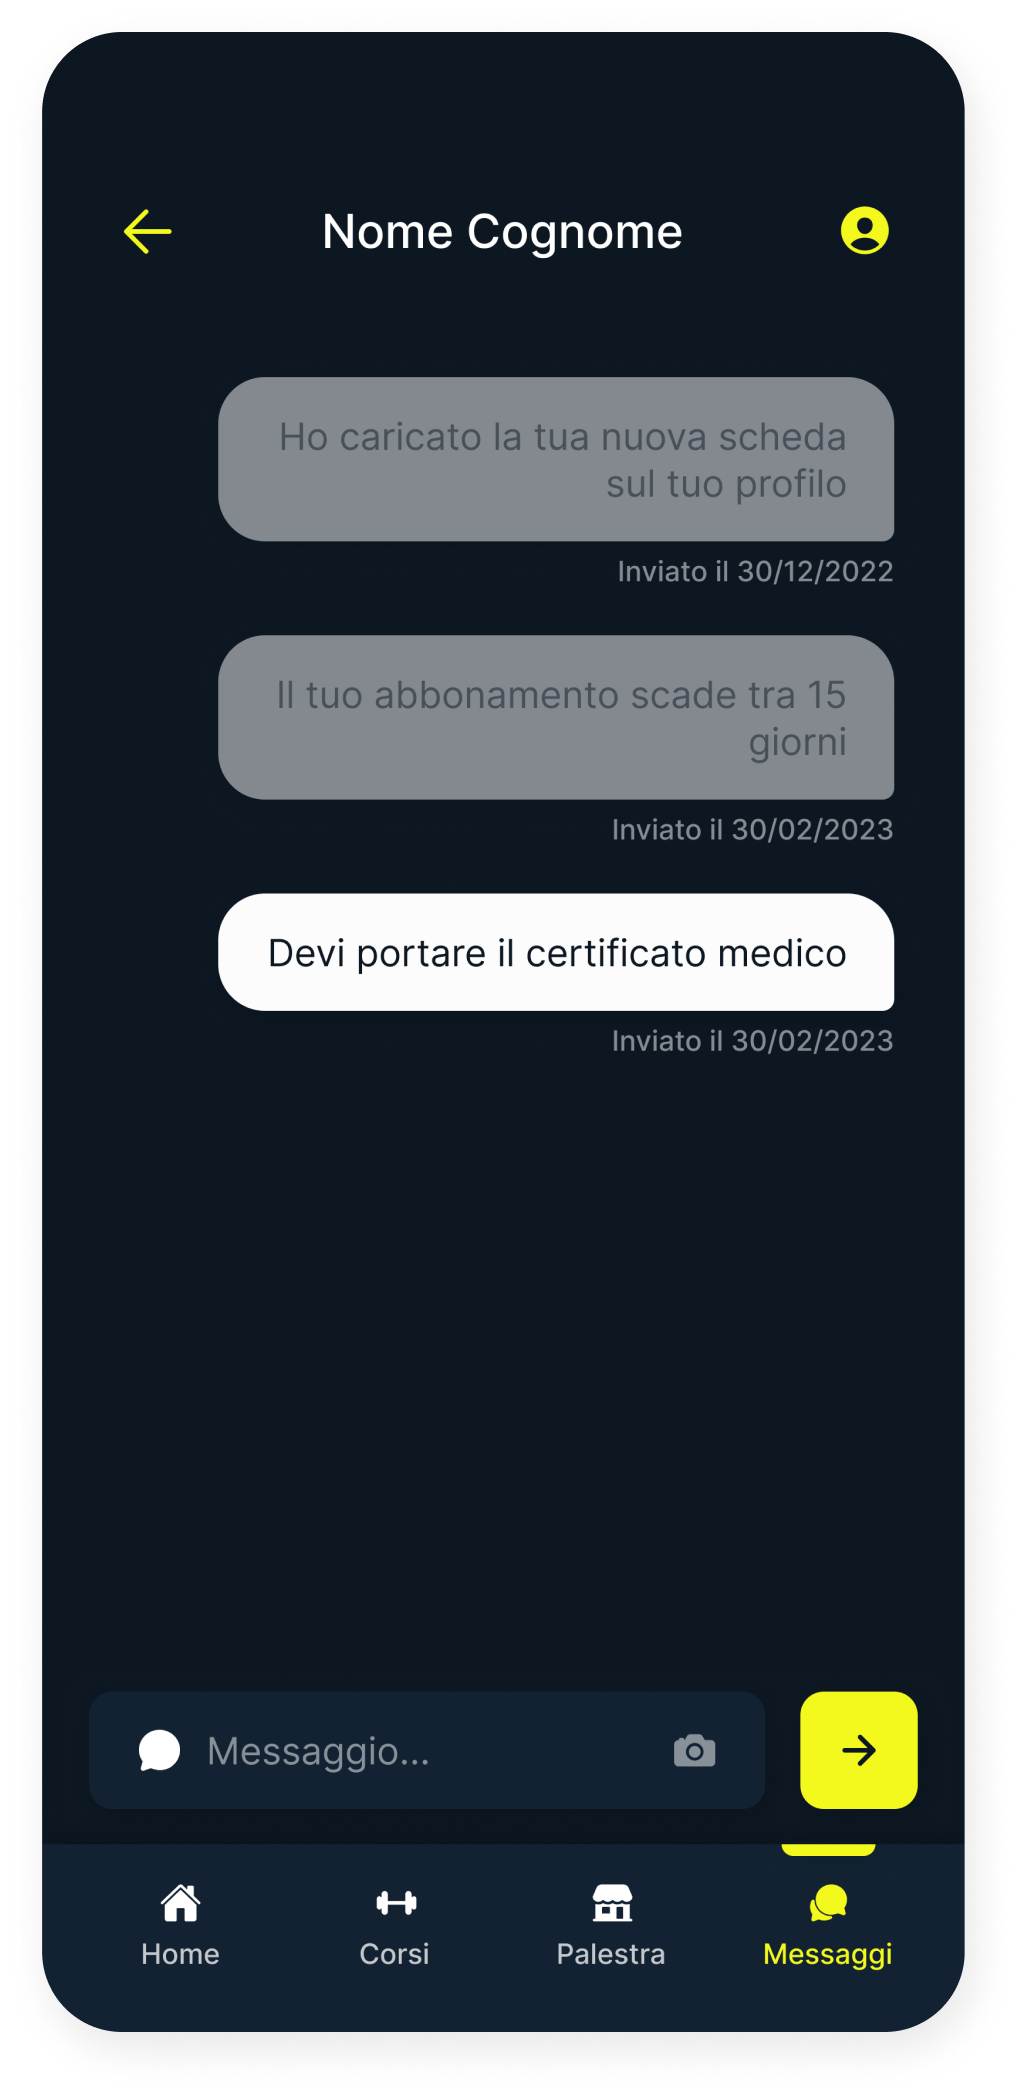 Nome Cognome
Ho caricato la tua nuova scheda
sul tuo profilo
Inviato il 30/12/2022
Il tuo abbonamento scade tra 15
giorni
Inviato il 30/02/2023
Devi portare il certificato medico
Inviato il 30/02/2023
Messaggio...
Home
Corsi
Palestra
Messaggi